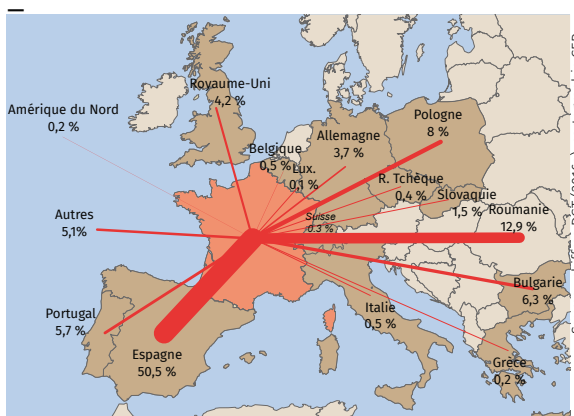 Royaume-Uni
4,2 %
Amérique du Nord
0,2 %
Pologne
8 %
Allemagne
3,7 %
Belgique
0,5 %
Lux.
0,1 %
R. Tchèque
0,4 %
Slovaquie
1,5 %
Roumanie
12,9 %
Suisse
0.3 %
Autres
5,1%
Bulgarie
6,3 %
Portugal
5,7 %
Italie
0,5 %
Espagne
50,5 %
Grèce
0,2 %